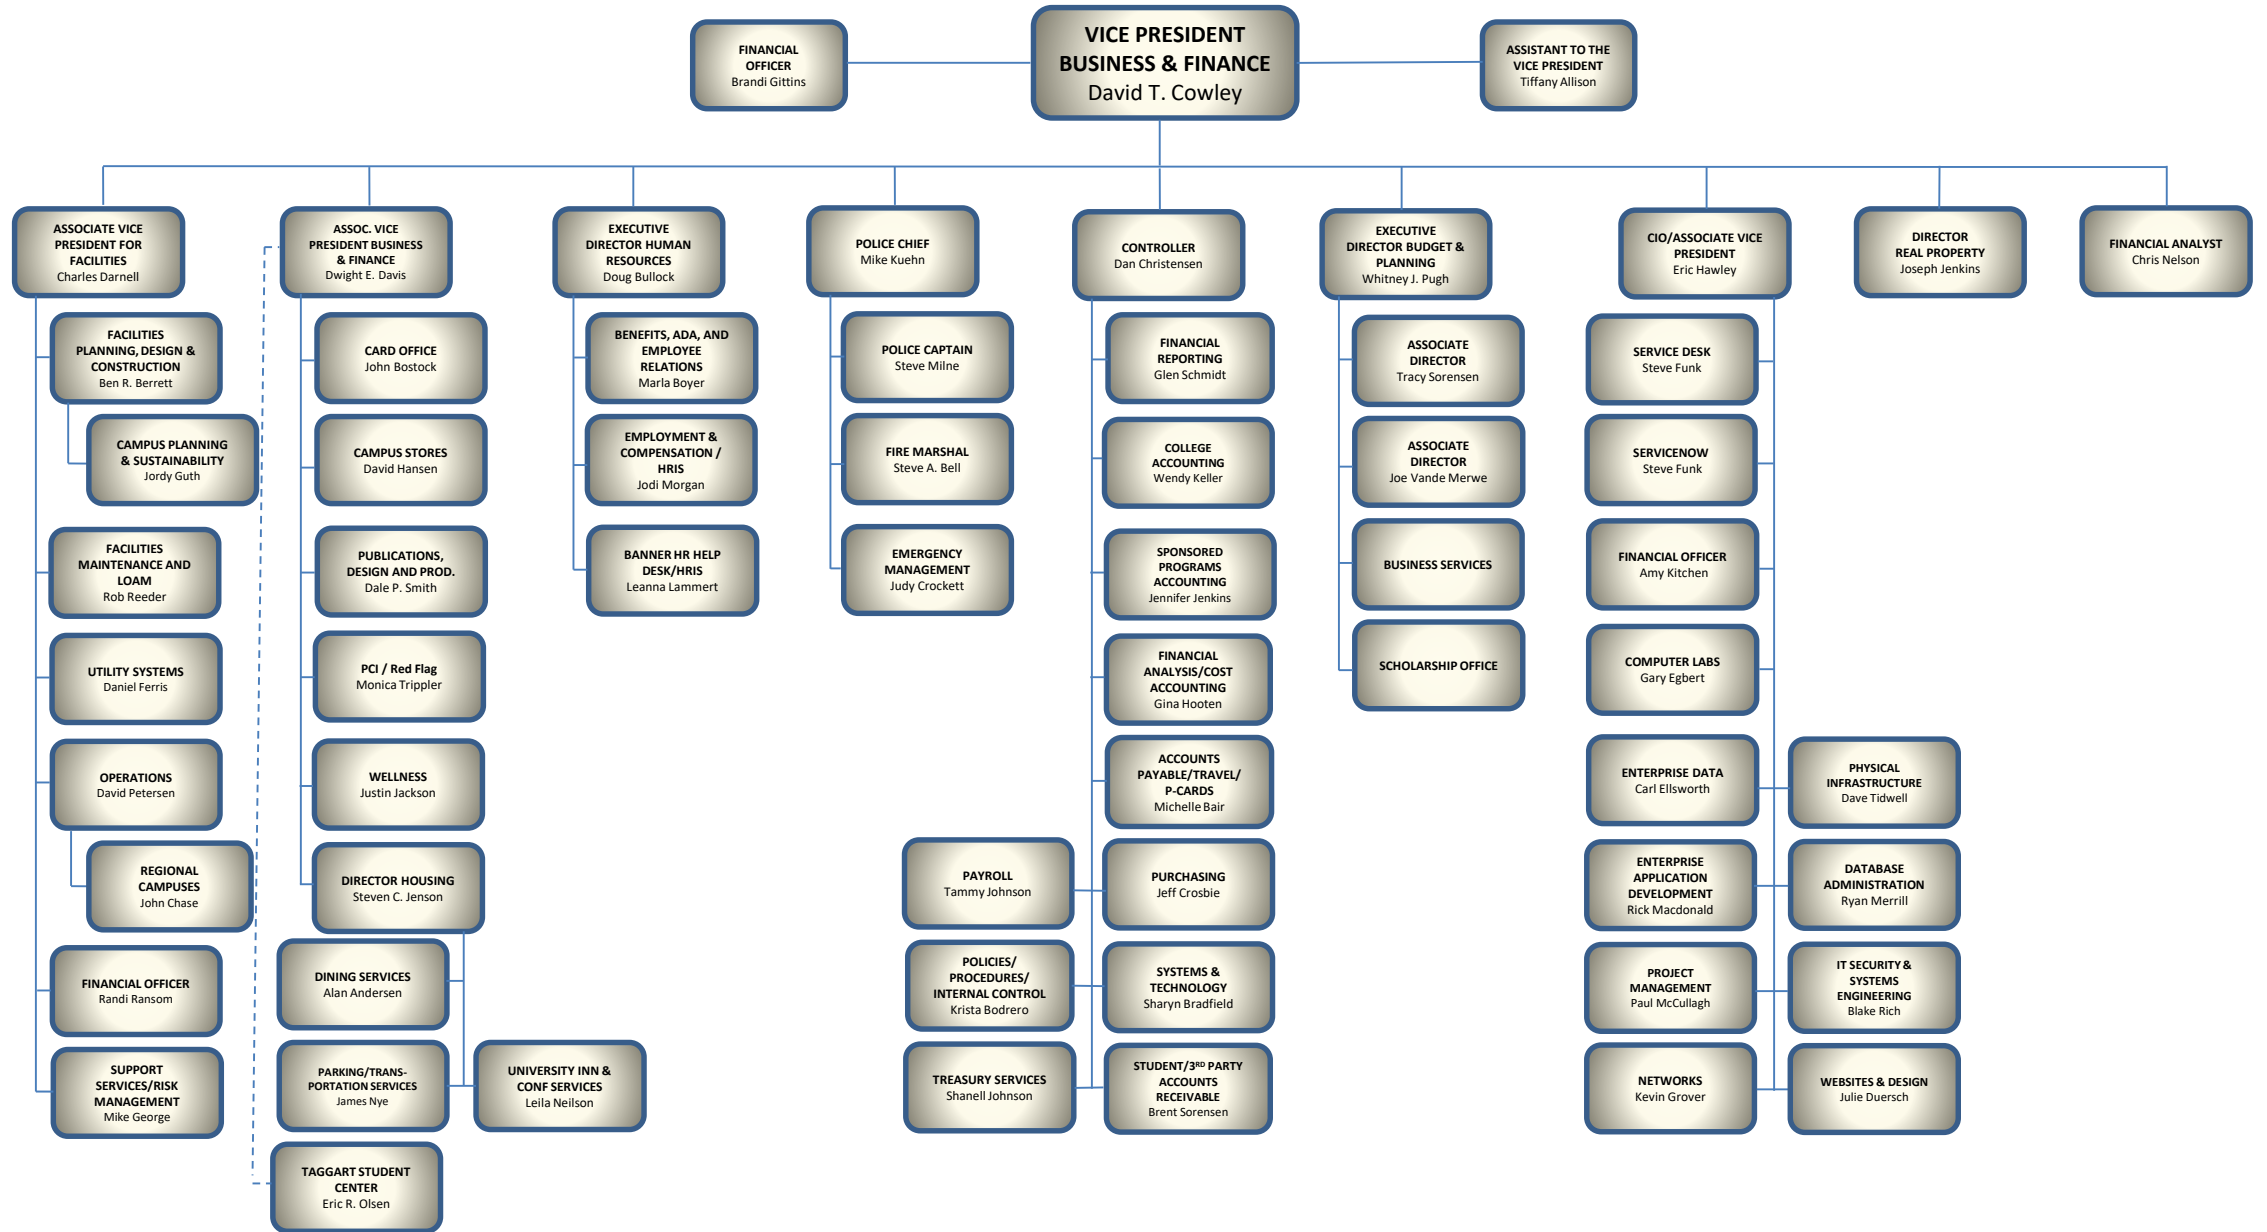 FINANCIAL
OFFICER
Brandi Gittins
VICE PRESIDENT
BUSINESS & FINANCE
David T. Cowley
ASSISTANT TO THE
VICE PRESIDENT
Tiffany Allison
ASSOCIATE VICE
PRESIDENT FOR
FACILITIES
Charles Darnell
FACILITIES
PLANNING, DESIGN &
CONSTRUCTION
Ben R. Berrett
CAMPUS PLANNING
& SUSTAINABILITY
Jordy Guth
FACILITIES
MAINTENANCE AND
LOAM
Rob Reeder
UTILITY SYSTEMS
Daniel Ferris
OPERATIONS
David Petersen
REGIONAL
CAMPUSES
John Chase
FINANCIAL OFFICER
Randi Ransom
SUPPORT
SERVICES/RISK
MANAGEMENT
Mike George
ASSOC. VICE
PRESIDENT BUSINESS
& FINANCE
Dwight E. Davis
CARD OFFICE
John Bostock
CAMPUS STORES
David Hansen
PUBLICATIONS,
DESIGN AND PROD.
Dale P. Smith
PCI / Red Flag
Monica Trippler
WELLNESS
Justin Jackson
DIRECTOR HOUSING
Steven C. Jenson
DINING SERVICES
Alan Andersen
PARKING/TRANS-
PORTATION SERVICES
James Nye
UNIVERSITY INN &
CONF SERVICES
Leila Neilson
TAGGART STUDENT
CENTER
Eric R. Olsen
EXECUTIVE
DIRECTOR HUMAN
RESOURCES
Doug Bullock
BENEFITS, ADA, AND
EMPLOYEE
RELATIONS
Marla Boyer
EMPLOYMENT &
COMPENSATION /
HRIS
Jodi Morgan
BANNER HR HELP
DESK/HRIS
Leanna Lammert
POLICE CHIEF
Mike Kuehn
POLICE CAPTAIN
Steve Milne
FIRE MARSHAL
Steve A. Bell
EMERGENCY
MANAGEMENT
Judy Crockett
CONTROLLER
Dan Christensen
FINANCIAL
REPORTING
Glen Schmidt
COLLEGE
ACCOUNTING
Wendy Keller
SPONSORED
PROGRAMS
ACCOUNTING
Jennifer Jenkins
FINANCIAL
ANALYSIS/COST
ACCOUNTING
Gina Hooten
ACCOUNTS
PAYABLE/TRAVEL/
P-CARDS
Michelle Bair
PAYROLL
Tammy Johnson
PURCHASING
Jeff Crosbie
POLICIES/
PROCEDURES/
INTERNAL CONTROL
Krista Bodrero
SYSTEMS &
TECHNOLOGY
Sharyn Bradfield
TREASURY SERVICES
Shanell Johnson
STUDENT/3RD PARTY
ACCOUNTS
RECEIVABLE
Brent Sorensen
EXECUTIVE
DIRECTOR BUDGET &
PLANNING
Whitney J. Pugh
ASSOCIATE
DIRECTOR
Tracy Sorensen
ASSOCIATE
DIRECTOR
Joe Vande Merwe
BUSINESS SERVICES
SCHOLARSHIP OFFICE
CIO/ASSOCIATE VICE
PRESIDENT
Eric Hawley
SERVICE DESK
Steve Funk
SERVICENOW
Steve Funk
FINANCIAL OFFICER
Amy Kitchen
COMPUTER LABS
Gary Egbert
ENTERPRISE DATA
Carl Ellsworth
PHYSICAL
INFRASTRUCTURE
Dave Tidwell
ENTERPRISE
APPLICATION
DEVELOPMENT
Rick Macdonald
DATABASE
ADMINISTRATION
Ryan Merrill
PROJECT
MANAGEMENT
Paul McCullagh
IT SECURITY &
SYSTEMS
ENGINEERING
Blake Rich
NETWORKS
Kevin Grover
WEBSITES & DESIGN
Julie Duersch
DIRECTOR
REAL PROPERTY
Joseph Jenkins
FINANCIAL ANALYST
Chris Nelson